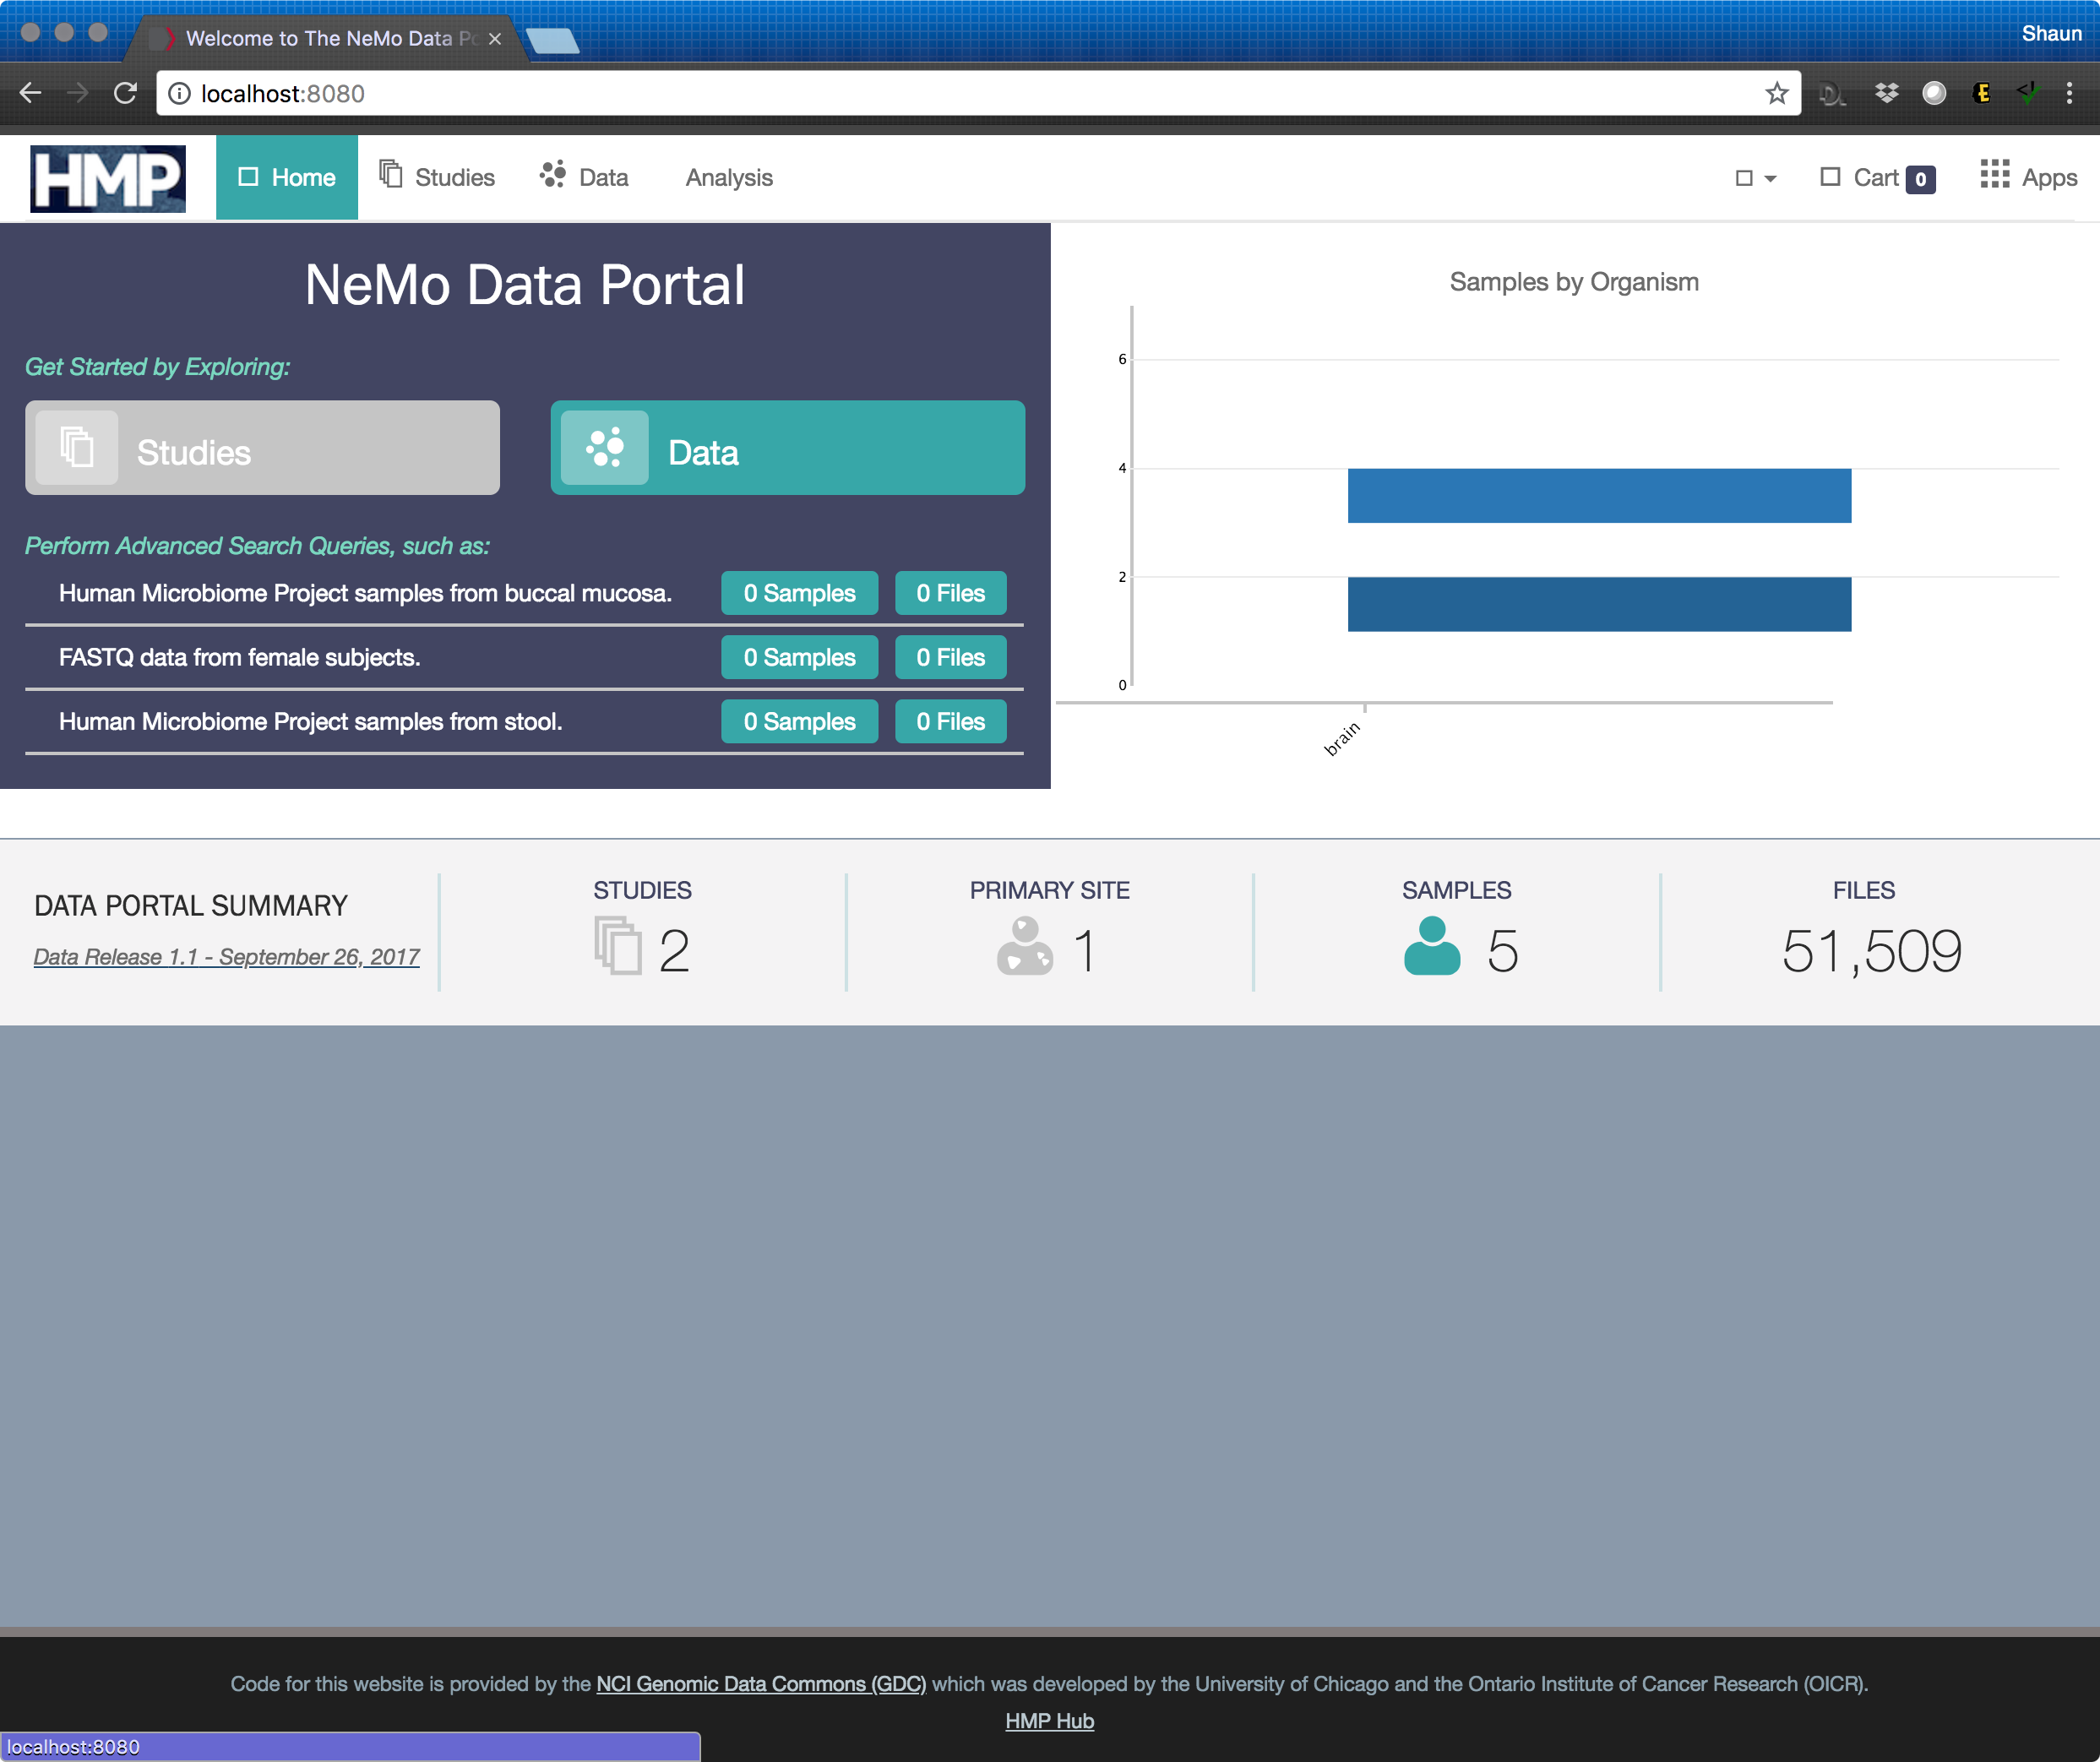 Welcome to The NeMo Data Po
Shaun
localhost:8080
HMP
Home
Studies
Data
Analysis
Cart 0
Apps
NeMo Data Portal
Get Started by Exploring:
Studies
Data
Perform Advanced Search Queries, such as:
Human Microbiome Project samples from buccal mucosa. 0 Samples 0 Files
FASTQ data from female subjects. 0 Samples 0 Files
Human Microbiome Project samples from stool. 0 Samples 0 Files
Samples by Organism
6
4
2
0
brain
DATA PORTAL SUMMARY
Data Release 1.1 - September 26, 2017
STUDIES
2
PRIMARY SITE
1
SAMPLES
5
FILES
51,509
Code for this website is provided by the NCI Genomic Data Commons (GDC) which was developed by the University of Chicago and the Ontario Institute of Cancer Research (OICR).
HMP Hub
localhost:8080